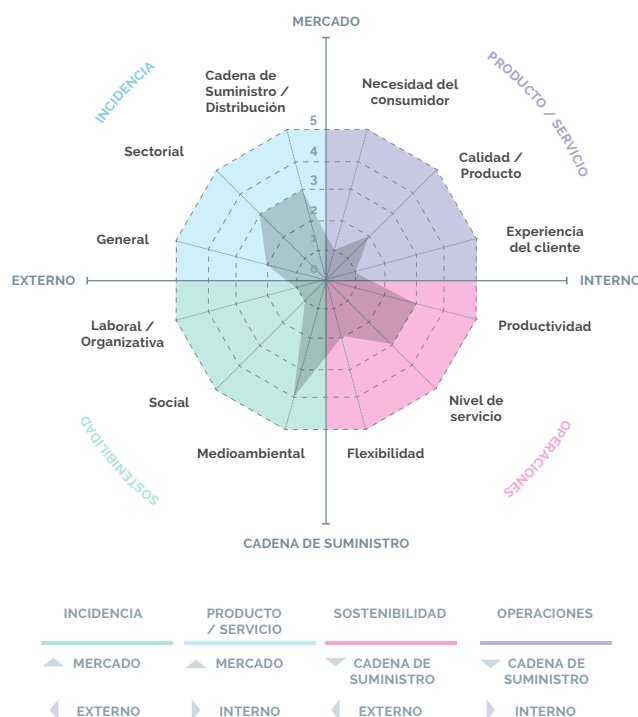 MERCADO
INCIDENCIA
PRODUCTO / SERVICIO
Cadena de
Suministro /
Distribución
Necesidad del
consumidor
Sectorial
Calidad /
Producto
General
Experiencia
del cliente
5
4
3
2
1
0
EXTERNO
INTERNO
Laboral /
Organizativa
Productividad
Social
Nivel de
servicio
Medioambiental
Flexibilidad
SOSTENIBILIDAD
OPERACIONES
CADENA DE SUMINISTRO
INCIDENCIA
MERCADO
EXTERNO
PRODUCTO
/ SERVICIO
MERCADO
INTERNO
SOSTENIBILIDAD
CADENA DE
SUMINISTRO
EXTERNO
OPERACIONES
CADENA DE
SUMINISTRO
INTERNO